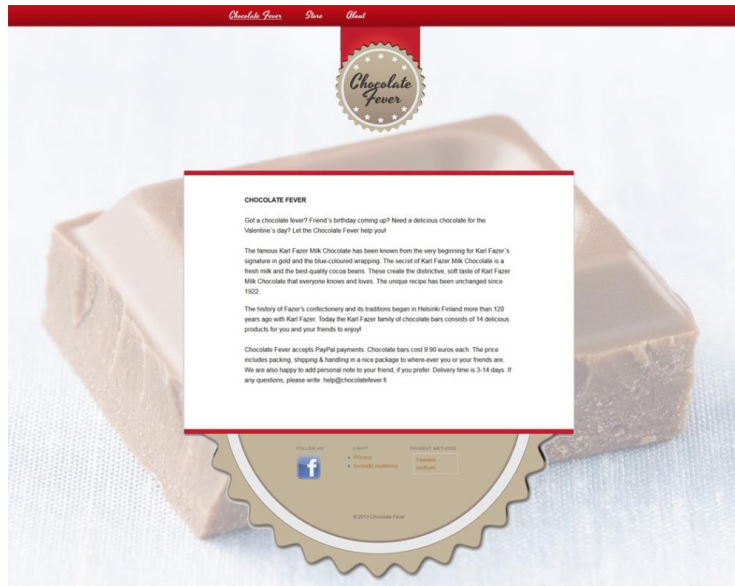 Chocolate Fever Store About
Chocolate
Fever
CHOCOLATE FEVER
Got a chocolate fever? Friend´s birthday coming up? Need a delicious chocolate for the
Valentine´s day? Let the Chocolate Fever help you!
The famous Karl Fazer Milk Chocolate has been known from the very beginning for Karl Fazer´s
signature in gold and the blue-coloured wrapping. The secret of Karl Fazer Milk Chocolate is a
fresh milk and the best-quality cocoa beans. These create the distinctive, soft taste of Karl Fazer
Milk Chocolate that everyone knows and loves. The unique recipe has been unchanged since
1922.
The history of Fazer's confectionery and its traditions began in Helsinki Finland more than 120
years ago with Karl Fazer. Today the Karl Fazer family of chocolate bars consists of 14 delicious
products for you and your friends to enjoy!
Chocolate Fever accepts PayPal payments. Chocolate bars cost 9.90 euros each. The price
includes packing, shipping & handling in a nice package to where-ever you or your friends are.
We are also happy to add personal note to your friend, if you prefer. Delivery time is 3-14 days. If
any questions, please write: help@chocolatefever.fi
FOLLOW US LIGHT PAYMENT METHODS
f
Privacy
Terms&Conditions
Payment
methods
© 2013 Chocolate Fever